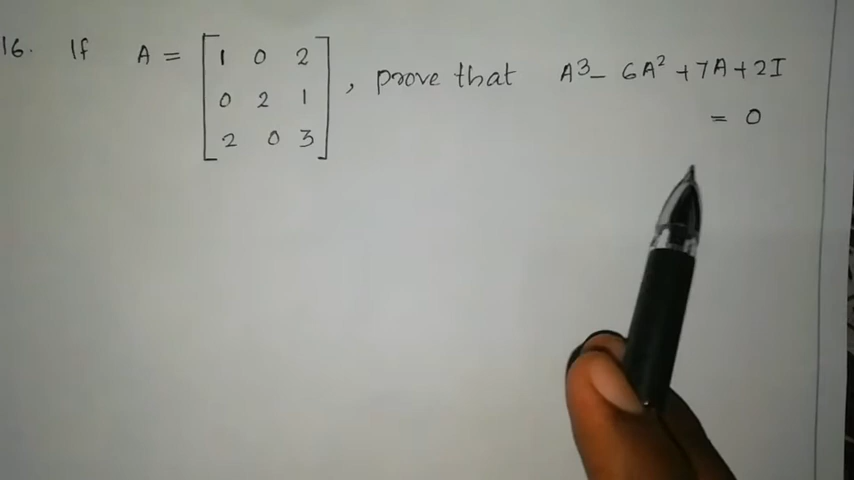 16. If A = [1 0 2
0 2 1
2 0 3], prove that A³ - 6A² + 7A + 2I
= 0